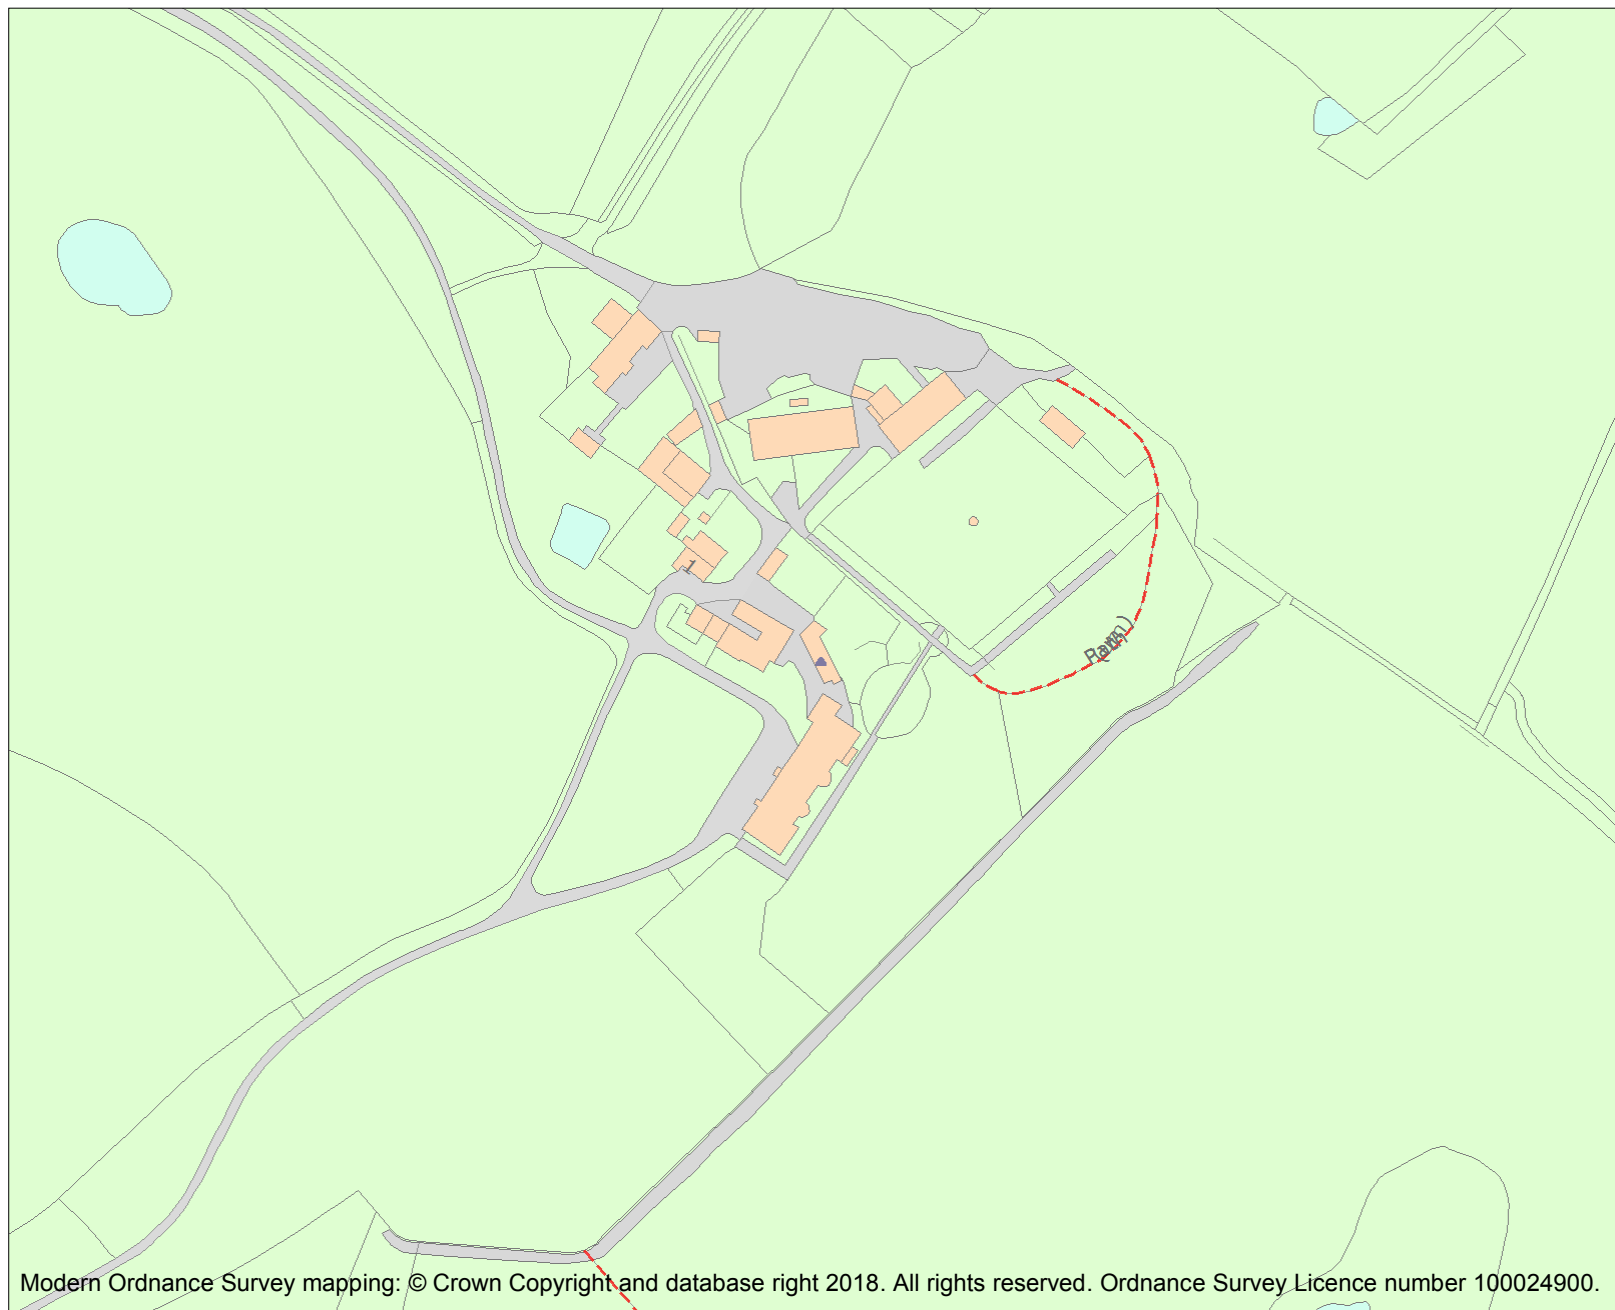 1
Modern Ordnance Survey mapping: © Crown Copyright and database right 2018. All rights reserved. Ordnance Survey Licence number 100024900.